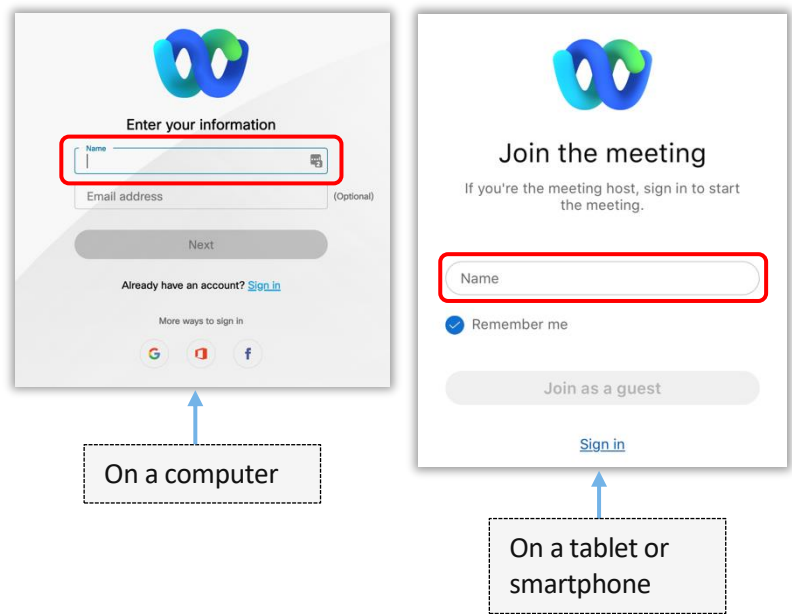 Enter your information
Name
Email address
(Optional)
Next
Already have an account? Sign in
More ways to sign in
G
f
On a computer
Join the meeting
If you're the meeting host, sign in to start
the meeting.
Name
Remember me
Join as a guest
Sign in
On a tablet or
smartphone